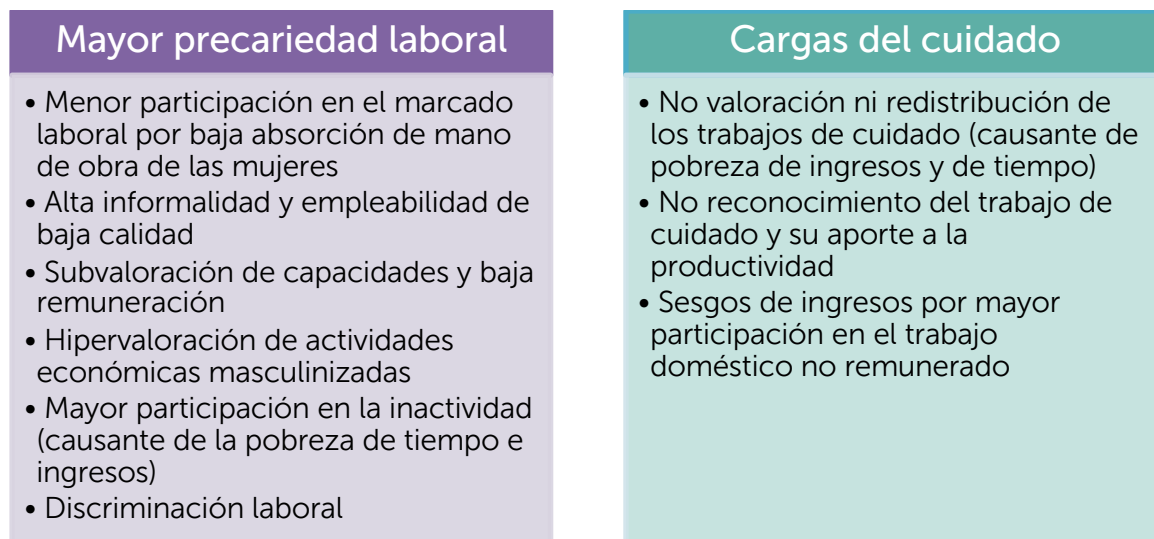 Mayor precariedad laboral
• Menor participación en el marcado
laboral por baja absorción de mano
de obra de las mujeres
• Alta informalidad y empleabilidad de
baja calidad
• Subvaloración de capacidades y baja
remuneración
• Hipervaloración de actividades
económicas masculinizadas
• Mayor participación en la inactividad
(causante de la pobreza de tiempo e
ingresos)
• Discriminación laboral
Cargas del cuidado
• No valoración ni redistribución de
los trabajos de cuidado (causante de
pobreza de ingresos y de tiempo)
• No reconocimiento del trabajo de
cuidado y su aporte a la
productividad
• Sesgos de ingresos por mayor
participación en el trabajo
doméstico no remunerado